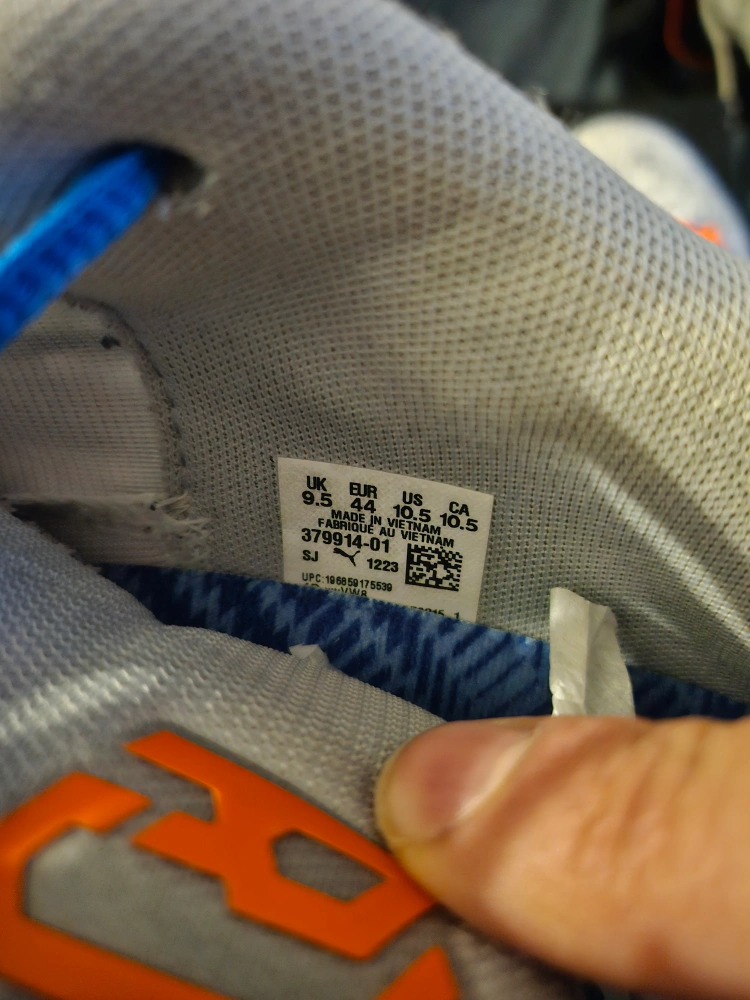 UK EUR US CA
9.5 44 10.5 10.5
MADE IN VIETNAM
FABRIQUÉ AU VIETNAM
379914-01
SJ 1223
UPC:196859175539